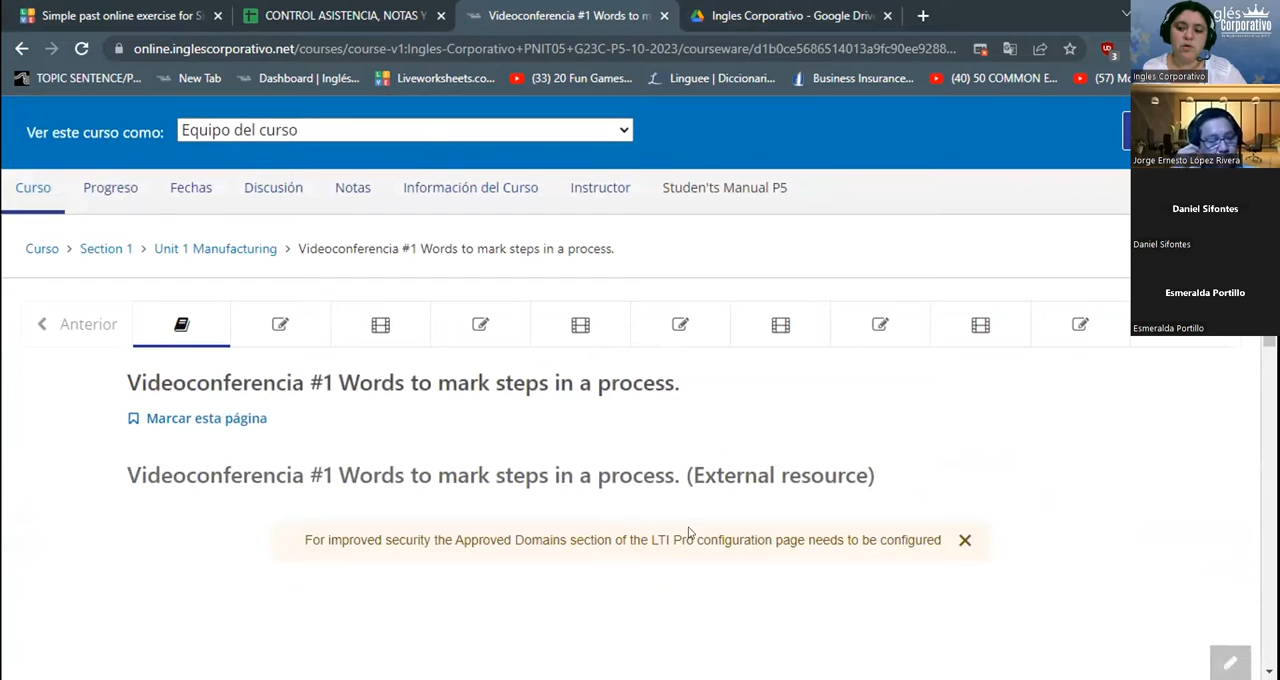 Simple past online exercise for S
CONTROL ASISTENCIA, NOTAS Y
Videoconferencia #1 Words to m
Ingles Corporativo - Google Driv
online.inglescorporativo.net/courses/course-v1:Ingles-Corporativo+PNIT05+G23C-P5-10-2023/courseware/d1b0ce5686514013a9fc90ee9288...
3
TOPIC SENTENCE/P...
New Tab
Dashboard | Inglés...
Liveworksheets.co...
(33) 20 Fun Games...
Linguee | Diccionari...
Business Insurance...
(40) 50 COMMON E...
(57) M
glés
Corporativo
Ingles Corporativo
Jorge Ernesto López Rivera
Daniel Sifontes
Daniel Sifontes
Esmeralda Portillo
Esmeralda Portillo
Ver este curso como:
Equipo del curso
Curso
Progreso
Fechas
Discusión
Notas
Información del Curso
Instructor
Studen'ts Manual P5
Curso > Section 1 > Unit 1 Manufacturing > Videoconferencia #1 Words to mark steps in a process.
Anterior
Videoconferencia #1 Words to mark steps in a process.
Marcar esta página
Videoconferencia #1 Words to mark steps in a process. (External resource)
For improved security the Approved Domains section of the LTI Pro configuration page needs to be configured